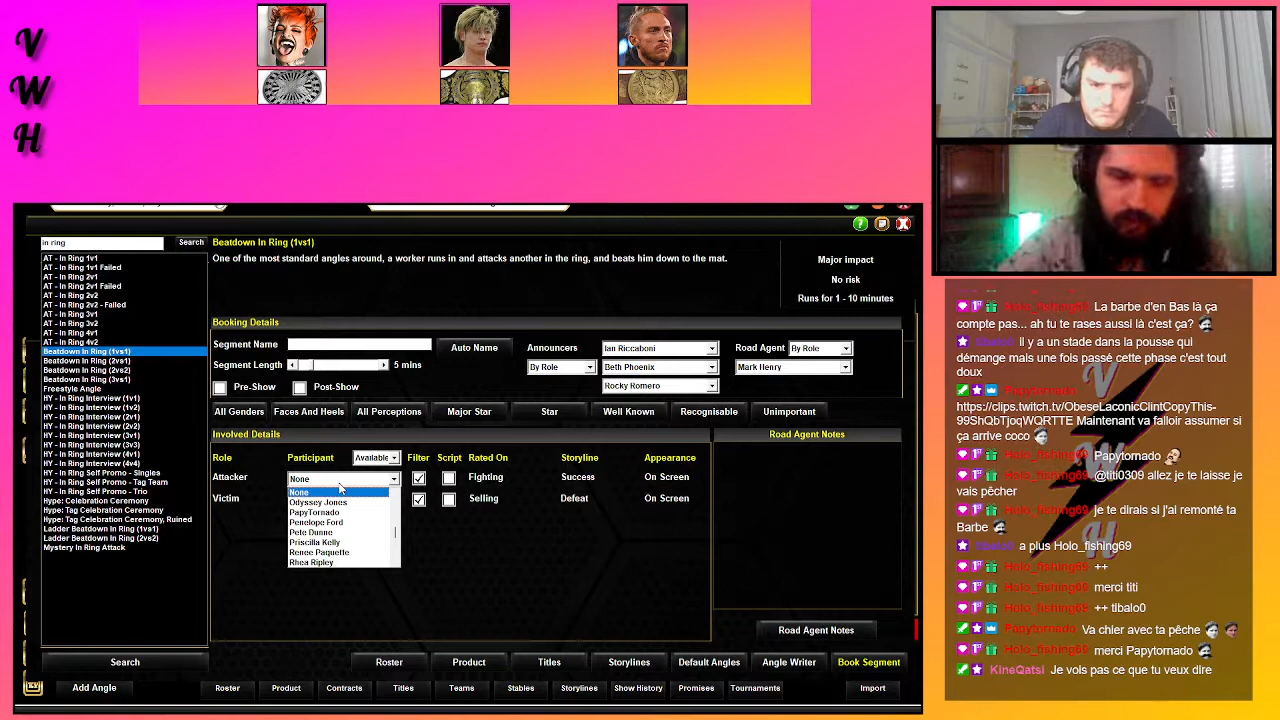 V
W
H
in ring
Search
AT - In Ring 1v1
AT - In Ring 1v1 Failed
AT - In Ring 2v1
AT - In Ring 2v1 Failed
AT - In Ring 2v2
AT - In Ring 2v2 - Failed
AT - In Ring 3v1
AT - In Ring 3v2
AT - In Ring 4v1
AT - In Ring 4v2
Beatdown In Ring (1vs1)
Beatdown In Ring (2vs1)
Beatdown In Ring (2vs2)
Beatdown In Ring (3vs1)
Freestyle Angle
HY - In Ring Interview (1v1)
HY - In Ring Interview (1v2)
HY - In Ring Interview (2v1)
HY - In Ring Interview (2v2)
HY - In Ring Interview (3v1)
HY - In Ring Interview (3v3)
HY - In Ring Interview (4v1)
HY - In Ring Interview (4v4)
HY - In Ring Self Promo - Singles
HY - In Ring Self Promo - Tag Team
HY - In Ring Self Promo - Trio
Hype: Celebration Ceremony
Hype: Tag Celebration Ceremony
Hype: Tag Celebration Ceremony, Ruined
Ladder Beatdown In Ring (1vs1)
Ladder Beatdown In Ring (2vs2)
Mystery In Ring Attack
Search
Add Angle
Beatdown In Ring (1vs1)
One of the most standard angles around, a worker runs in and attacks another in the ring, and beats him down to the mat.
Major impact
No risk
Runs for 1 - 10 minutes
Booking Details
Segment Name
Auto Name
Announcers
Ian Riccaboni
Road Agent
By Role
Segment Length
5 mins
By Role
Beth Phoenix
Mark Henry
Pre-Show
Post-Show
Rocky Romero
All Genders
Faces And Heels
All Perceptions
Major Star
Star
Well Known
Recognisable
Unimportant
Involved Details
Road Agent Notes
Role
Participant
Available
Filter
Script
Rated On
Storyline
Appearance
Attacker
None
Fighting
Success
On Screen
Victim
Selling
Defeat
On Screen
None
Odyssey Jones
PapyTornado
Penelope Ford
Pete Dunne
Priscilla Kelly
Renee Paquette
Rhea Ripley
Road Agent Notes
Roster
Product
Titles
Storylines
Default Angles
Angle Writer
Book Segment
Roster
Product
Contracts
Titles
Teams
Stables
Storylines
Show History
Promises
Tournaments
Import
Holo_fishing69 La barbe d'en Bas là ça
compte pas... ah tu te rases aussi là c'est ça?
tibalo0 Il y a un stade dans la pousse qui
démange mais une fois passé cette phase c'est tout
doux
Papytornado
https://clips.twitch.tv/ObeseLaconicClintCopyThis-
99ShQbTjoqWQRTTE Maintenant va falloir assumer si
ça arrive coco
Holo_fishing69 Papytornado
Holo_fishing69 @titi0309 allez je te laisse je
vais pêcher
Holo_fishing69 je te dirais si j'ai remonté ta
Barbe
tibalo0 a plus Holo_fishing69
Holo_fishing69 ++
Holo_fishing69 merci titi
Holo_fishing69 ++ tibalo0
Papytornado Va chier avec ta pêche
Holo_fishing69 merci Papytornado
KineQatsi Je vois pas ce que tu veux dire
V
W
H